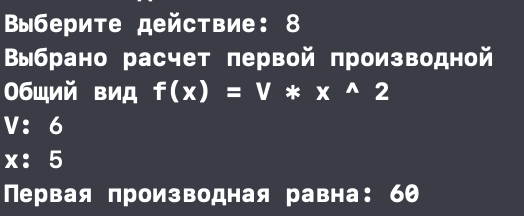 Выберите действие: 8
Выбрано расчет первой производной
Общий вид f(x) = V * x ^ 2
V: 6
x: 5
Первая производная равна: 60